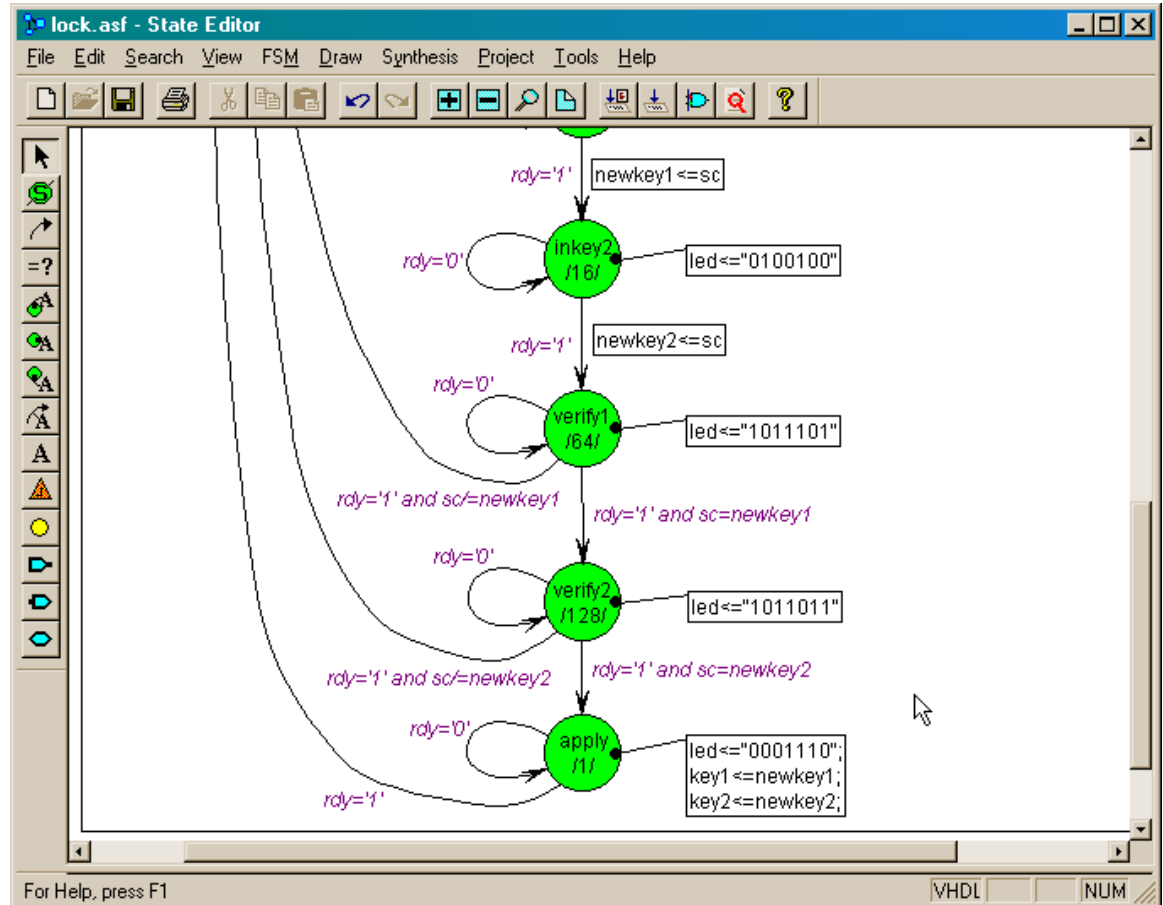 lock.asf - State Editor
File Edit Search View FSM Draw Synthesis Project Tools Help
rdy='1' newkey1<=sc
inkey2
/16/
rdy='0'
led<="0100100"
rdy='1' newkey2<=sc
rdy='0'
verify1
/64/
led<="1011101"
rdy='1' and sc/=newkey1
rdy='1' and sc=newkey1
rdy='0'
verify2
/128/
led<="1011011"
rdy='1' and sc/=newkey2
rdy='1' and sc=newkey2
rdy='0'
apply
/1/
led<="0001110";
key1<=newkey1;
key2<=newkey2;
rdy='1'
S
=?
A
A
A
A
A
For Help, press F1
VHDL
NUM